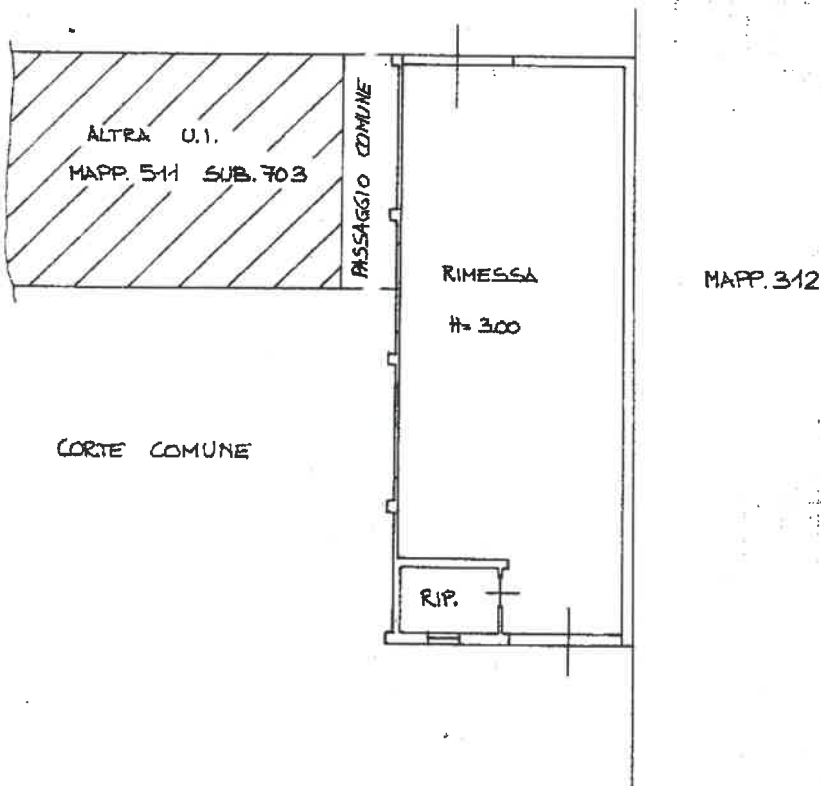 ALTRA U.I.
MAPP. 511 SUB. 703
PASSAGGIO COMUNE
RIMESSA
H= 3.00
MAPP. 312
CORTE COMUNE
RIP.